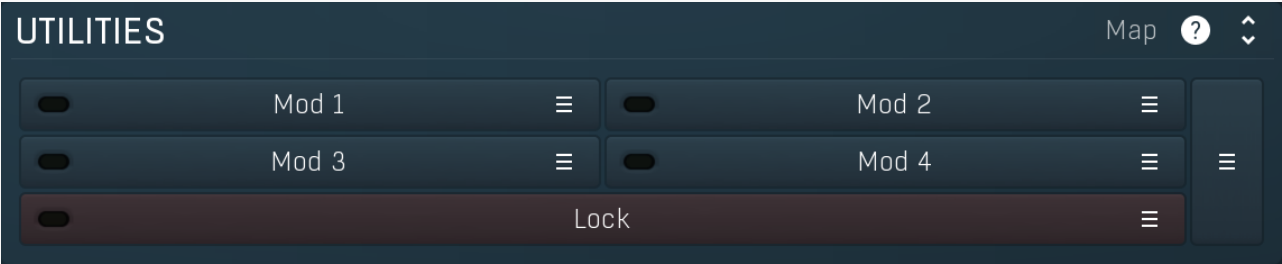 UTILITIES Map ?
Mod 1 Mod 2
Mod 3 Mod 4
Lock